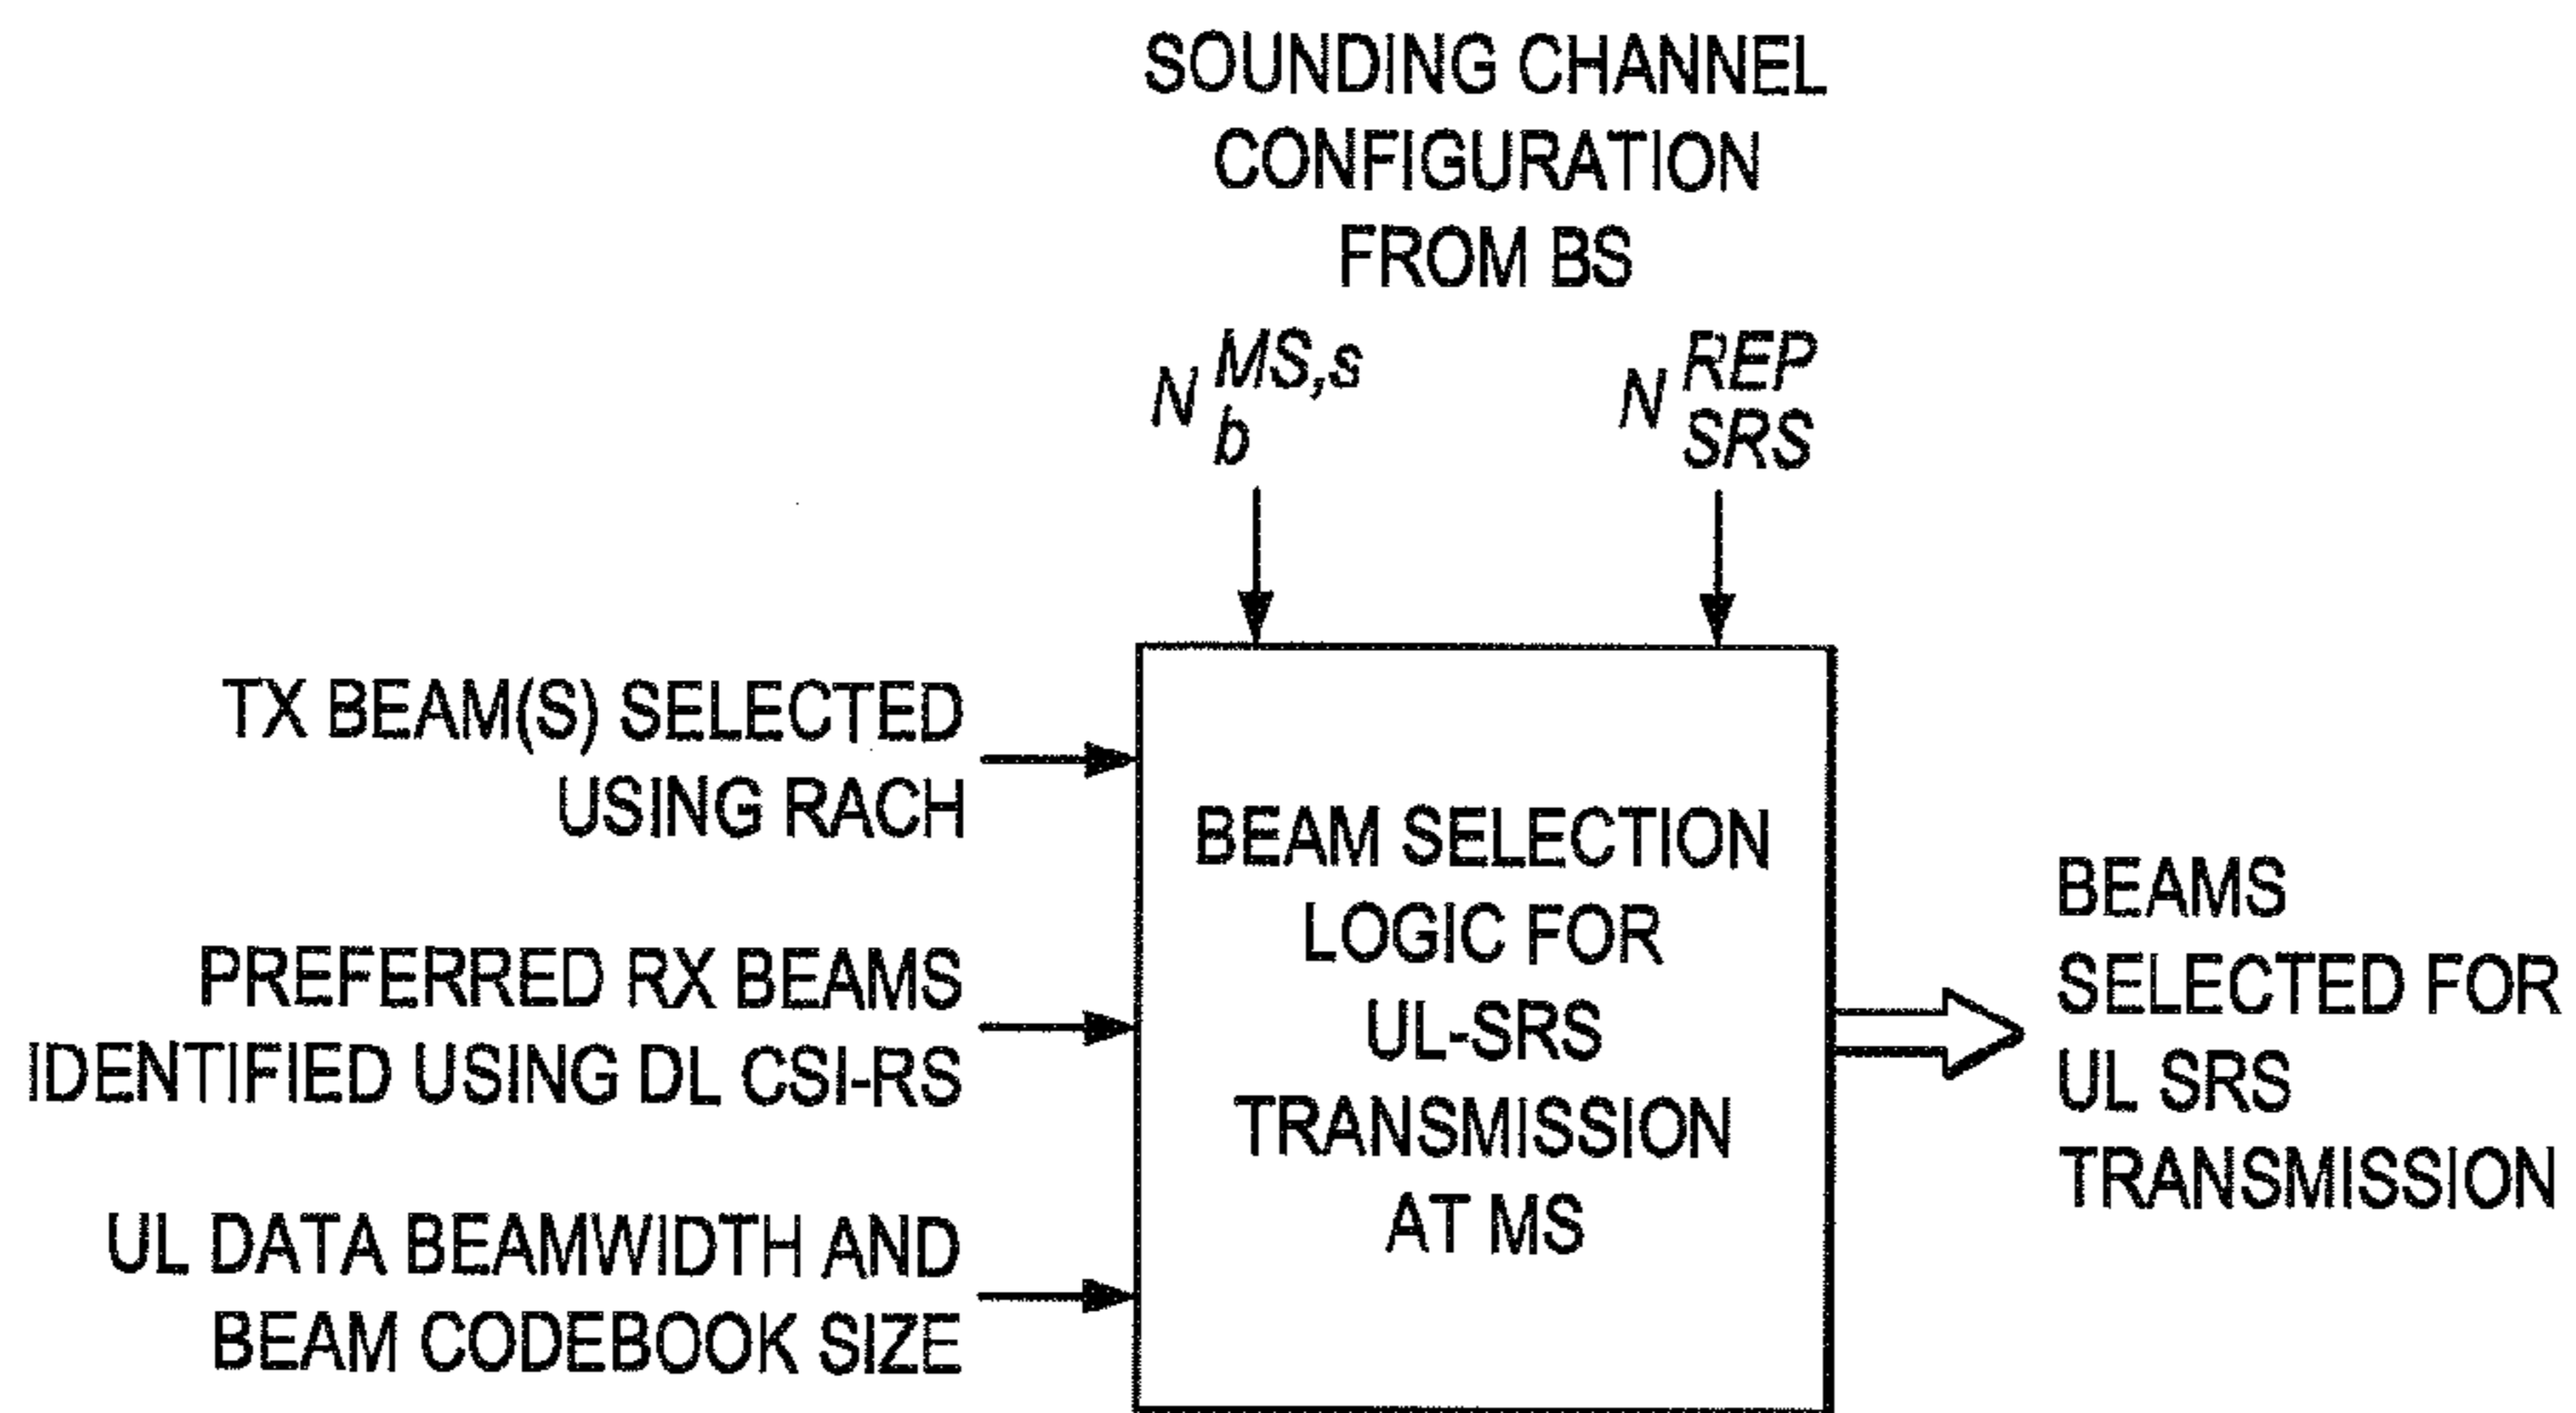 SOUNDING CHANNEL
CONFIGURATION
FROM BS
N MS,s b
N REP SRS
TX BEAM(S) SELECTED
USING RACH
PREFERRED RX BEAMS
IDENTIFIED USING DL CSI-RS
UL DATA BEAMWIDTH AND
BEAM CODEBOOK SIZE
BEAM SELECTION
LOGIC FOR
UL-SRS
TRANSMISSION
AT MS
BEAMS
SELECTED FOR
UL SRS
TRANSMISSION